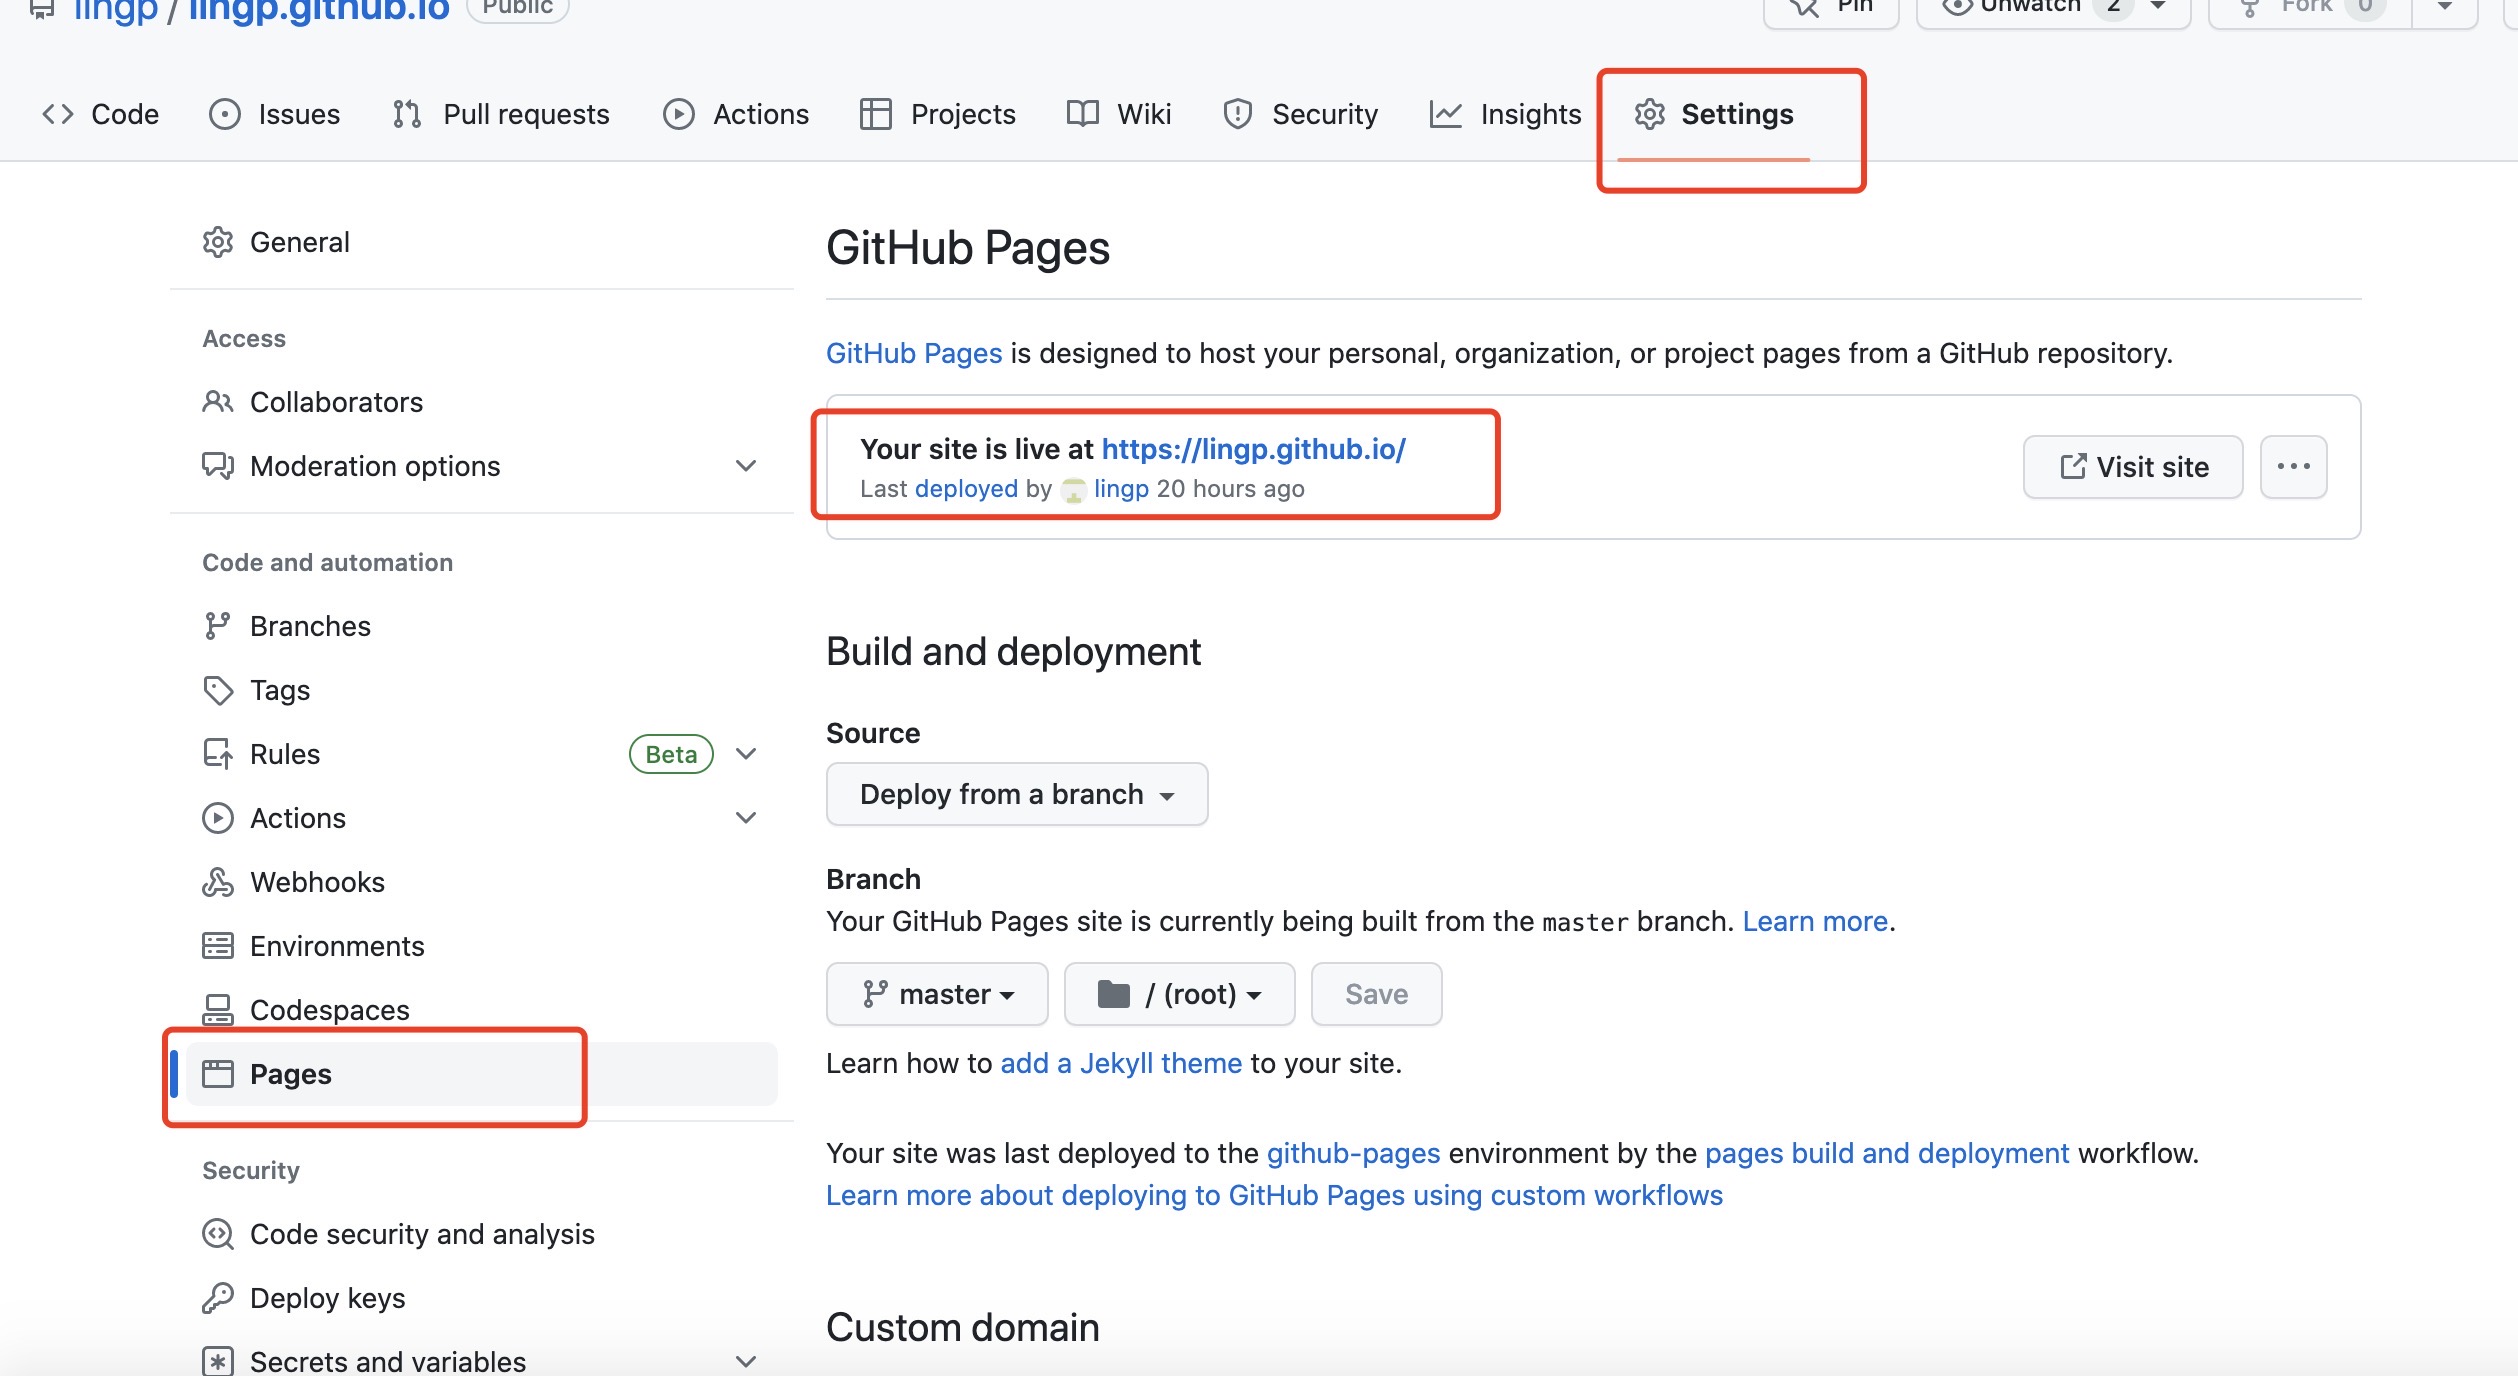 lingp / lingp.github.io Public
Pin
Unwatch 2
Fork 0
Code
Issues
Pull requests
Actions
Projects
Wiki
Security
Insights
Settings
General
Access
Collaborators
Moderation options
Code and automation
Branches
Tags
Rules Beta
Actions
Webhooks
Environments
Codespaces
Pages
Security
Code security and analysis
Deploy keys
Secrets and variables
GitHub Pages
GitHub Pages is designed to host your personal, organization, or project pages from a GitHub repository.
Your site is live at https://lingp.github.io/
Last deployed by lingp 20 hours ago
Visit site
Build and deployment
Source
Deploy from a branch
Branch
Your GitHub Pages site is currently being built from the master branch. Learn more.
master
/ (root)
Save
Learn how to add a Jekyll theme to your site.
Your site was last deployed to the github-pages environment by the pages build and deployment workflow.
Learn more about deploying to GitHub Pages using custom workflows
Custom domain